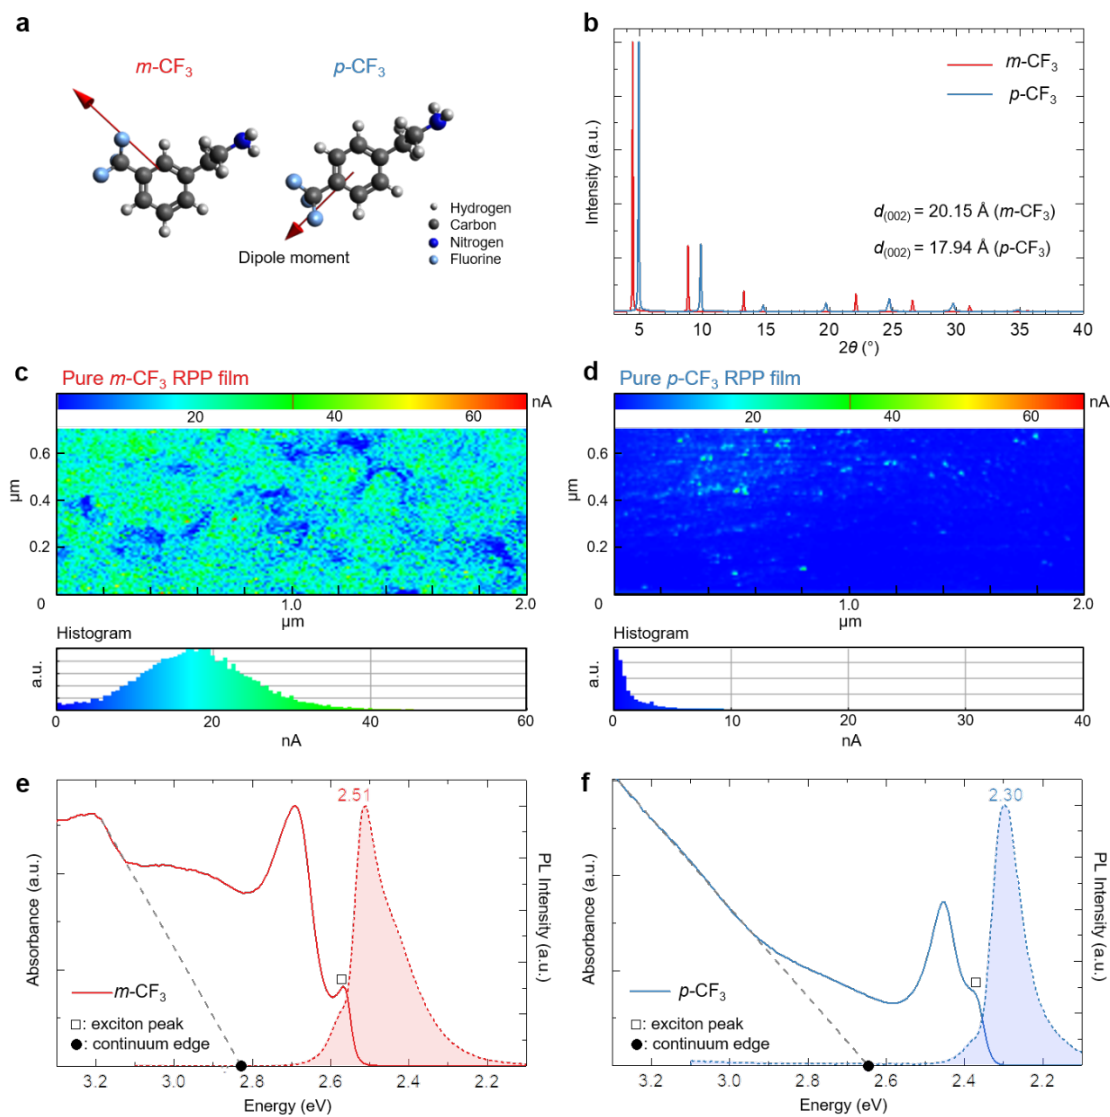 a
m-CF₃
p-CF₃
Dipole moment
Hydrogen
Carbon
Nitrogen
Fluorine
b
Intensity (a.u.)
m-CF₃
p-CF₃
d(002) = 20.15 Å (m-CF₃)
d(002) = 17.94 Å (p-CF₃)
5 10 15 20 25 30 35 40
2θ (°)
c
Pure m-CF₃ RPP film
20 40 60 nA
μm
0.6
0.4
0.2
0 1.0 2.0
μm
Histogram
a.u.
0 20 40 60
nA
d
Pure p-CF₃ RPP film
20 40 60 nA
μm
0.6
0.4
0.2
0 1.0 2.0
μm
Histogram
a.u.
0 10 20 30 40
nA
e
2.51
Absorbance (a.u.)
PL Intensity (a.u.)
m-CF₃
□: exciton peak
●: continuum edge
3.2 3.0 2.8 2.6 2.4 2.2
Energy (eV)
f
2.30
Absorbance (a.u.)
PL Intensity (a.u.)
p-CF₃
□: exciton peak
●: continuum edge
3.2 3.0 2.8 2.6 2.4 2.2
Energy (eV)